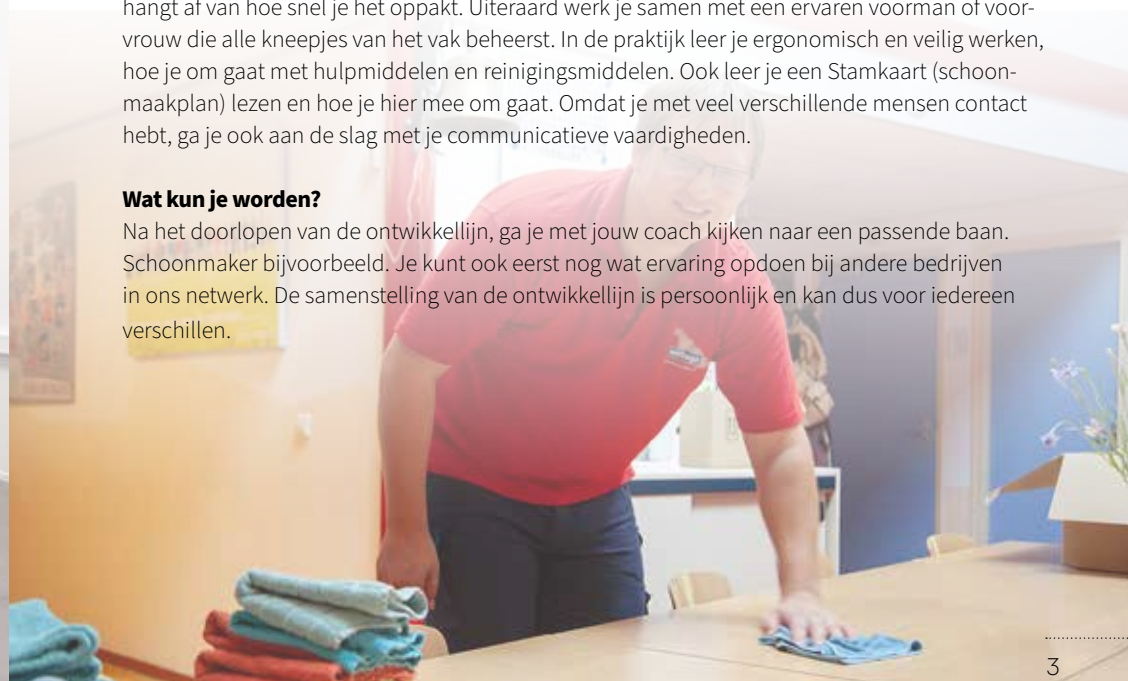 hangt af van hoe snel je het oppakt. Uiteraard werk je samen met een ervaren voorman of voor-
vrouw die alle kneepjes van het vak beheerst. In de praktijk leer je ergonomisch en veilig werken,
hoe je om gaat met hulpmiddelen en reinigingsmiddelen. Ook leer je een Stamkaart (schoon-
maakplan) lezen en hoe je hier mee om gaat. Omdat je met veel verschillende mensen contact
hebt, ga je ook aan de slag met je communicatieve vaardigheden.
Wat kun je worden?
Na het doorlopen van de ontwikkellijn, ga je met jouw coach kijken naar een passende baan.
Schoonmaker bijvoorbeeld. Je kunt ook eerst nog wat ervaring opdoen bij andere bedrijven
in ons netwerk. De samenstelling van de ontwikkellijn is persoonlijk en kan dus voor iedereen
verschillen.
3